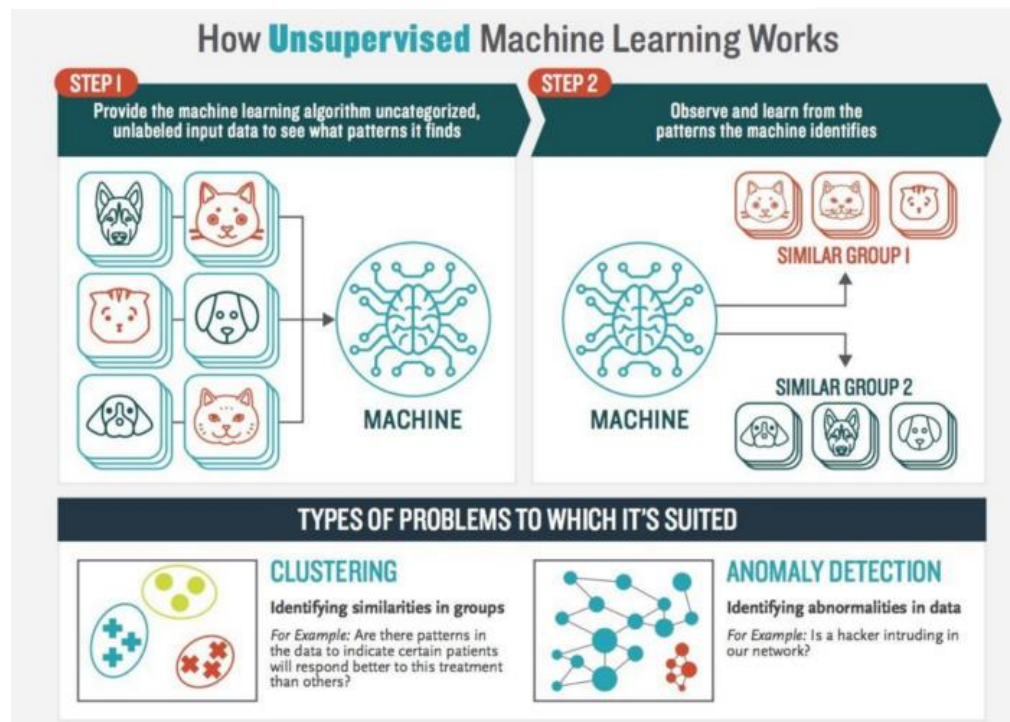 How Unsupervised Machine Learning Works
STEP 1
Provide the machine learning algorithm uncategorized,
unlabeled input data to see what patterns it finds
STEP 2
Observe and learn from the
patterns the machine identifies
MACHINE
MACHINE
SIMILAR GROUP 1
SIMILAR GROUP 2
TYPES OF PROBLEMS TO WHICH IT'S SUITED
CLUSTERING
Identifying similarities in groups
For Example: Are there patterns in
the data to indicate certain patients
will respond better to this treatment
than others?
ANOMALY DETECTION
Identifying abnormalities in data
For Example: Is a hacker intruding in
our network?